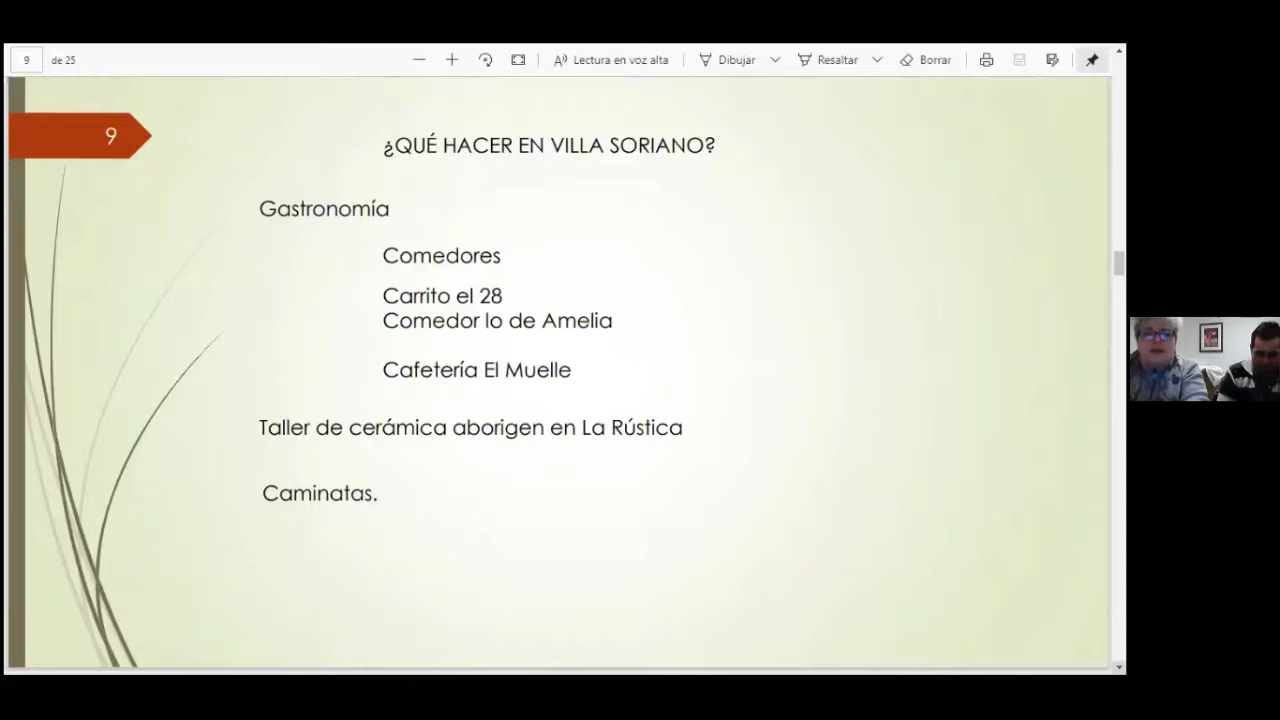 9 de 25 Lectura en voz alta Dibujar Resaltar Borrar
9
¿QUÉ HACER EN VILLA SORIANO?
Gastronomía
Comedores
Carrito el 28
Comedor lo de Amelia
Cafetería El Muelle
Taller de cerámica aborigen en La Rústica
Caminatas.